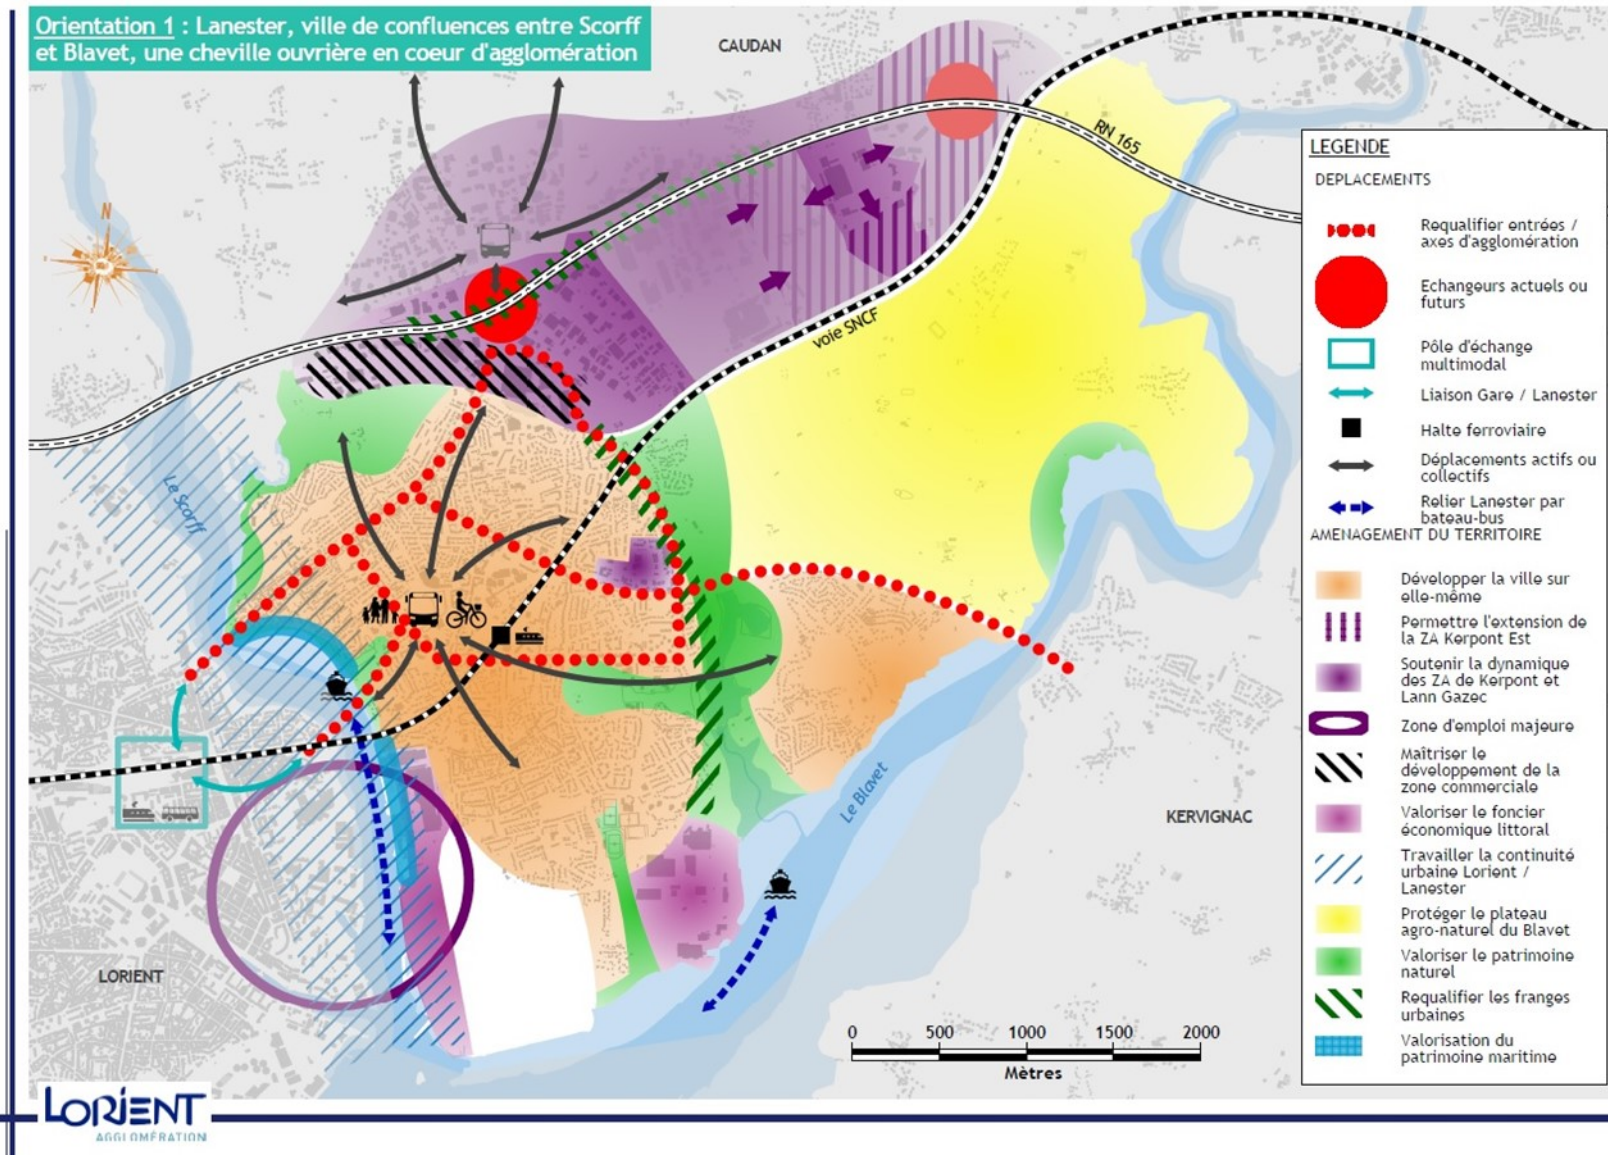 Orientation 1 : Lanester, ville de confluences entre Scorff
et Blavet, une cheville ouvrière en coeur d'agglomération
CAUDAN
N
RN 165
voie SNCF
Le Scorff
Le Blavet
KERVIGNAC
LORIENT
0 500 1000 1500 2000
Mètres
LEGENDE
DEPLACEMENTS
Requalifier entrées /
axes d'agglomération
Echangeurs actuels ou
futurs
Pôle d'échange
multimodal
Liaison Gare / Lanester
Halte ferroviaire
Déplacements actifs ou
collectifs
Relier Lanester par
bateau-bus
AMENAGEMENT DU TERRITOIRE
Développer la ville sur
elle-même
Permettre l'extension de
la ZA Kerpont Est
Soutenir la dynamique
des ZA de Kerpont et
Lann Gazec
Zone d'emploi majeure
Maîtriser le
développement de la
zone commerciale
Valoriser le foncier
économique littoral
Travailler la continuité
urbaine Lorient /
Lanester
Protéger le plateau
agro-naturel du Blavet
Valoriser le patrimoine
naturel
Requalifier les franges
urbaines
Valorisation du
patrimoine maritime
LORIENT
AGGLOMÉRATION